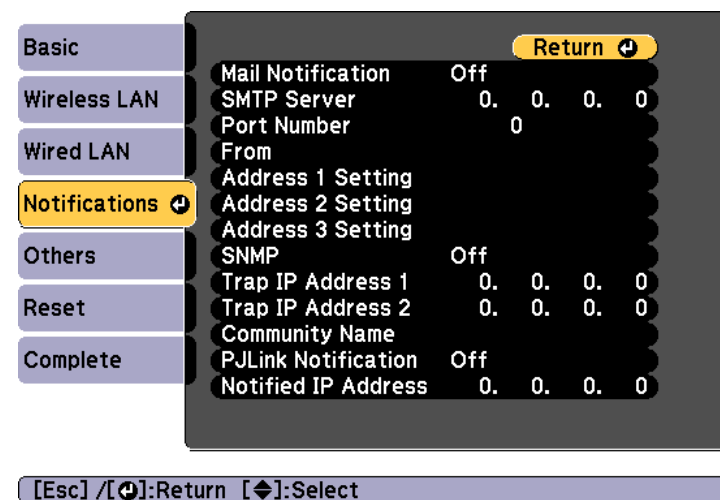 Basic
Wireless LAN
Wired LAN
Notifications
Others
Reset
Complete
Return
Mail Notification Off
SMTP Server 0. 0. 0. 0
Port Number 0
From
Address 1 Setting
Address 2 Setting
Address 3 Setting
SNMP Off
Trap IP Address 1 0. 0. 0. 0
Trap IP Address 2 0. 0. 0. 0
Community Name
PJLink Notification Off
Notified IP Address 0. 0. 0. 0
[Esc] /[⏎]:Return [◆]:Select